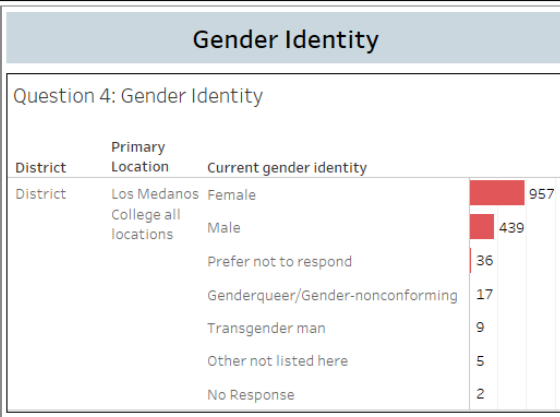 Gender Identity
Question 4: Gender Identity
District Primary Location Current gender identity
District Los Medanos College all locations Female 957
Male 439
Prefer not to respond 36
Genderqueer/Gender-nonconforming 17
Transgender man 9
Other not listed here 5
No Response 2